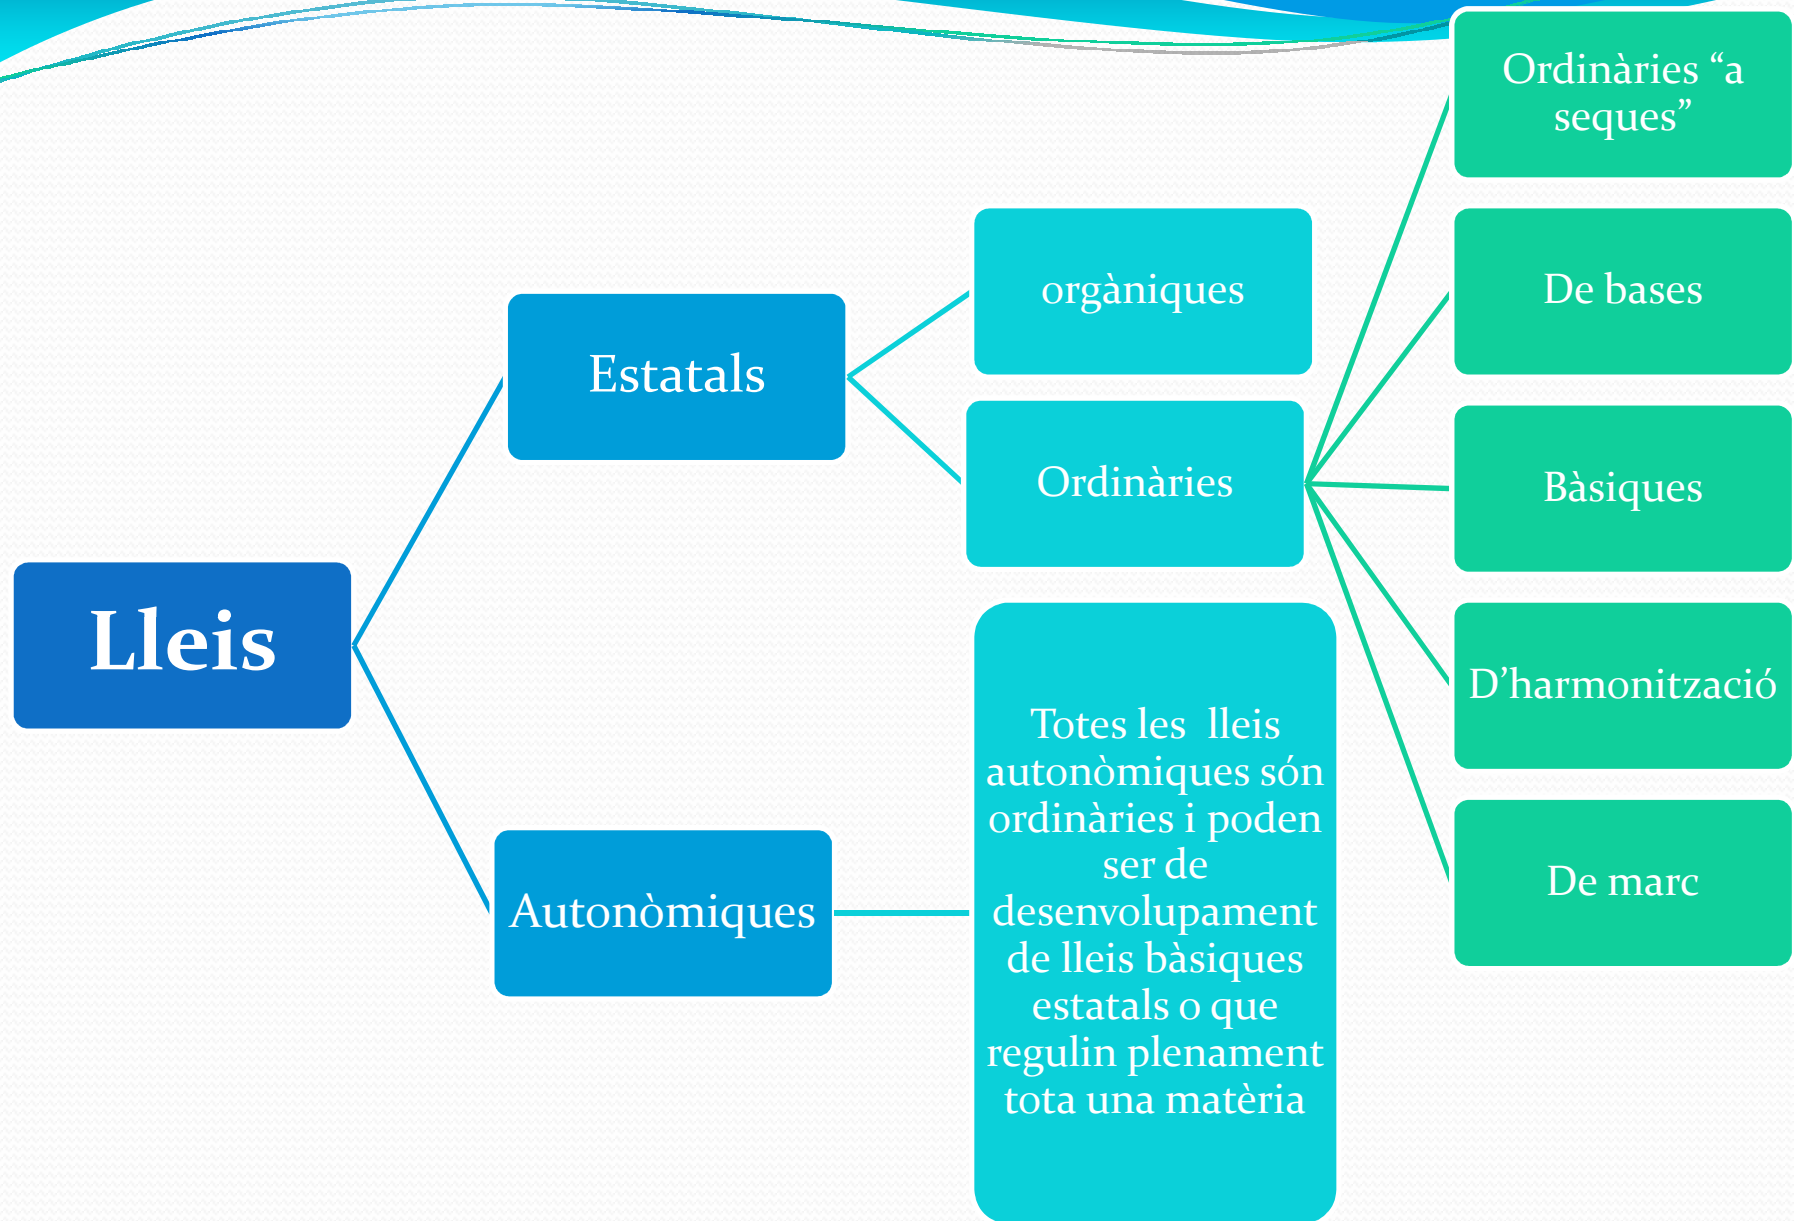 Lleis
Estatals
orgàniques
Ordinàries
Ordinàries “a
seques”
De bases
Bàsiques
D’harmonització
De marc
Autonòmiques
Totes les  lleis
autonòmiques són
ordinàries i poden
ser de
desenvolupament
de lleis bàsiques
estatals o que
regulin plenament
tota una matèria